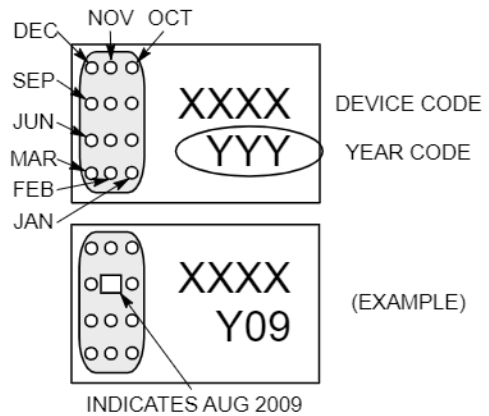 NOV OCT
DEC
SEP
JUN
MAR
FEB
JAN
XXXX
YYY
DEVICE CODE
YEAR CODE
XXXX
Y09
(EXAMPLE)
INDICATES AUG 2009